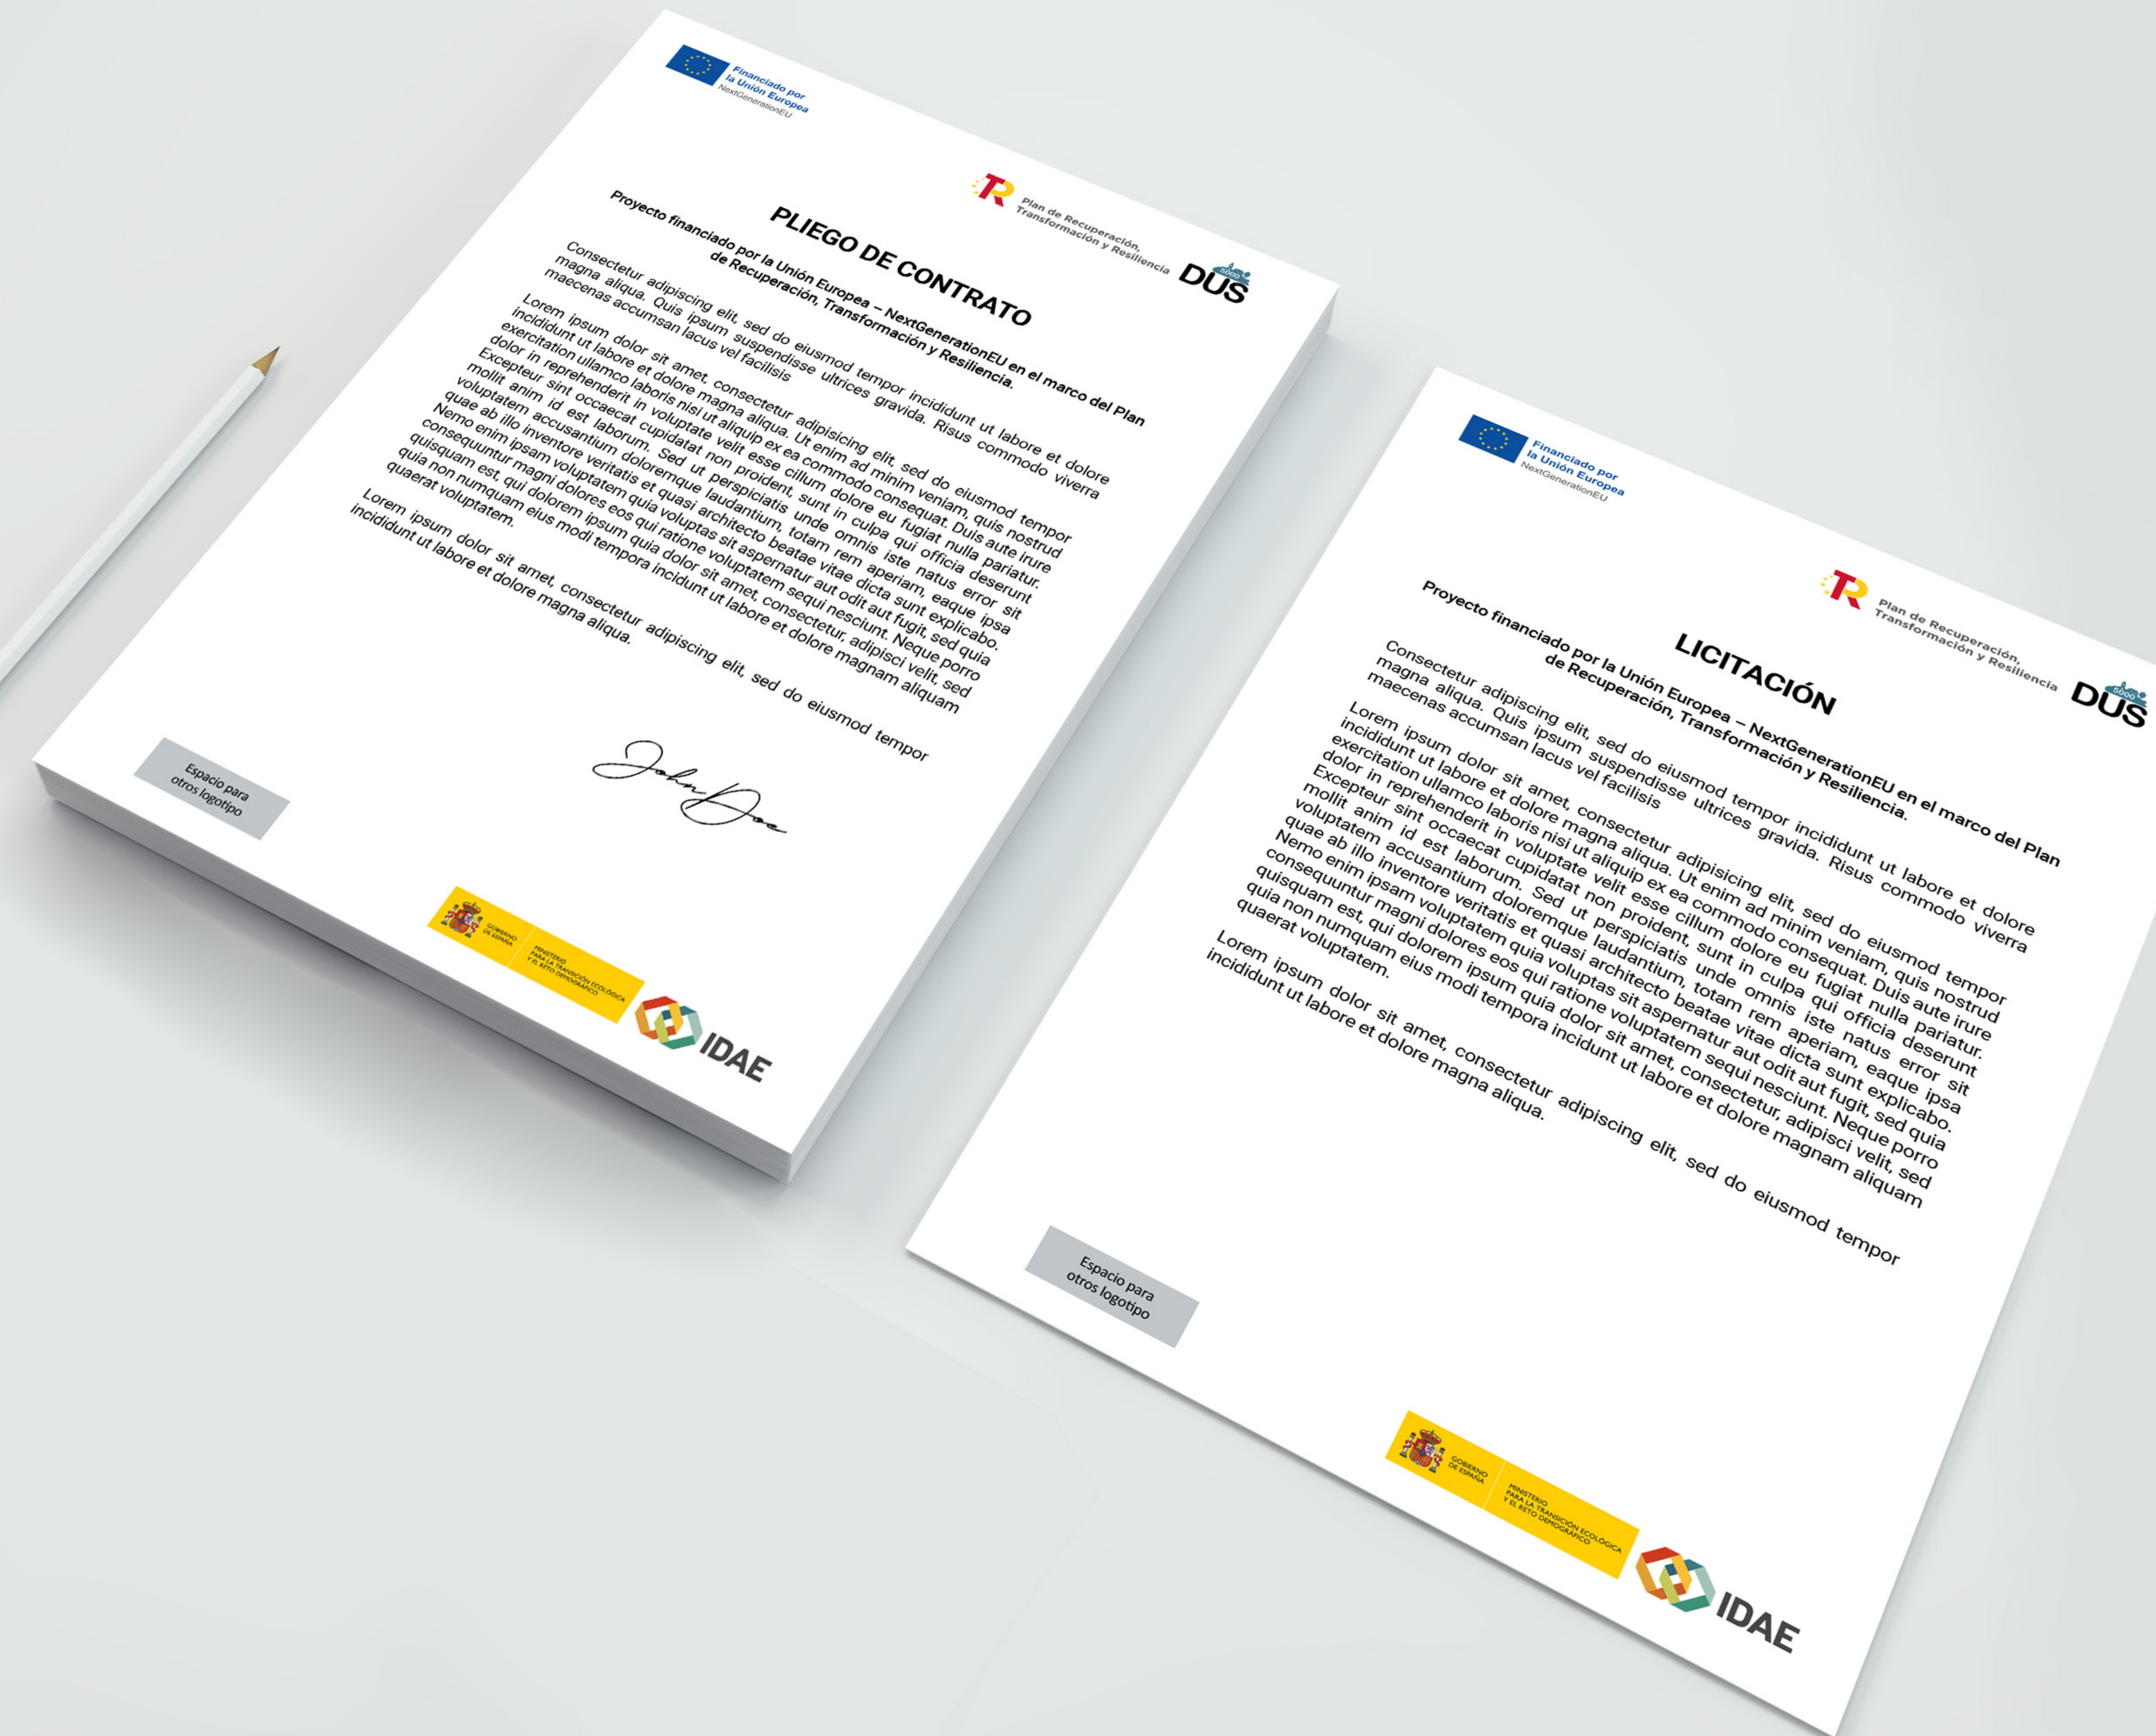 Financiado por
la Unión Europea
NextGenerationEU
Plan de Recuperación,
Transformación y Resiliencia
5000
DUS
PLIEGO DE CONTRATO
Proyecto financiado por la Unión Europea – NextGenerationEU en el marco del Plan
de Recuperación, Transformación y Resiliencia.
Consectetur adipiscing elit, sed do eiusmod tempor incididunt ut labore et dolore
magna aliqua. Quis ipsum suspendisse ultrices gravida. Risus commodo viverra
maecenas accumsan lacus vel facilisis
Lorem ipsum dolor sit amet, consectetur adipisicing elit, sed do eiusmod tempor
incididunt ut labore et dolore magna aliqua. Ut enim ad minim veniam, quis nostrud
exercitation ullamco laboris nisi ut aliquip ex ea commodo consequat. Duis aute irure
dolor in reprehenderit in voluptate velit esse cillum dolore eu fugiat nulla pariatur.
Excepteur sint occaecat cupidatat non proident, sunt in culpa qui officia deserunt
mollit anim id est laborum. Sed ut perspiciatis unde omnis iste natus error sit
voluptatem accusantium doloremque laudantium, totam rem aperiam, eaque ipsa
quae ab illo inventore veritatis et quasi architecto beatae vitae dicta sunt explicabo.
Nemo enim ipsam voluptatem quia voluptas sit aspernatur aut odit aut fugit, sed quia
consequuntur magni dolores eos qui ratione voluptatem sequi nesciunt. Neque porro
quisquam est, qui dolorem ipsum quia dolor sit amet, consectetur, adipisci velit, sed
quia non numquam eius modi tempora incidunt ut labore et dolore magnam aliquam
quaerat voluptatem.
Lorem ipsum dolor sit amet, consectetur adipiscing elit, sed do eiusmod tempor
incididunt ut labore et dolore magna aliqua.
John Doe
Espacio para
otros logotipo
GOBIERNO
DE ESPAÑA
MINISTERIO
PARA LA TRANSICIÓN ECOLÓGICA
Y EL RETO DEMOGRÁFICO
IDAE
Financiado por
la Unión Europea
NextGenerationEU
Plan de Recuperación,
Transformación y Resiliencia
5000
DUS
LICITACIÓN
Proyecto financiado por la Unión Europea – NextGenerationEU en el marco del Plan
de Recuperación, Transformación y Resiliencia.
Consectetur adipiscing elit, sed do eiusmod tempor incididunt ut labore et dolore
magna aliqua. Quis ipsum suspendisse ultrices gravida. Risus commodo viverra
maecenas accumsan lacus vel facilisis
Lorem ipsum dolor sit amet, consectetur adipisicing elit, sed do eiusmod tempor
incididunt ut labore et dolore magna aliqua. Ut enim ad minim veniam, quis nostrud
exercitation ullamco laboris nisi ut aliquip ex ea commodo consequat. Duis aute irure
dolor in reprehenderit in voluptate velit esse cillum dolore eu fugiat nulla pariatur.
Excepteur sint occaecat cupidatat non proident, sunt in culpa qui officia deserunt
mollit anim id est laborum. Sed ut perspiciatis unde omnis iste natus error sit
voluptatem accusantium doloremque laudantium, totam rem aperiam, eaque ipsa
quae ab illo inventore veritatis et quasi architecto beatae vitae dicta sunt explicabo.
Nemo enim ipsam voluptatem quia voluptas sit aspernatur aut odit aut fugit, sed quia
consequuntur magni dolores eos qui ratione voluptatem sequi nesciunt. Neque porro
quisquam est, qui dolorem ipsum quia dolor sit amet, consectetur, adipisci velit, sed
quia non numquam eius modi tempora incidunt ut labore et dolore magnam aliquam
quaerat voluptatem.
Lorem ipsum dolor sit amet, consectetur adipiscing elit, sed do eiusmod tempor
incididunt ut labore et dolore magna aliqua.
Espacio para
otros logotipo
GOBIERNO
DE ESPAÑA
MINISTERIO
PARA LA TRANSICIÓN ECOLÓGICA
Y EL RETO DEMOGRÁFICO
IDAE